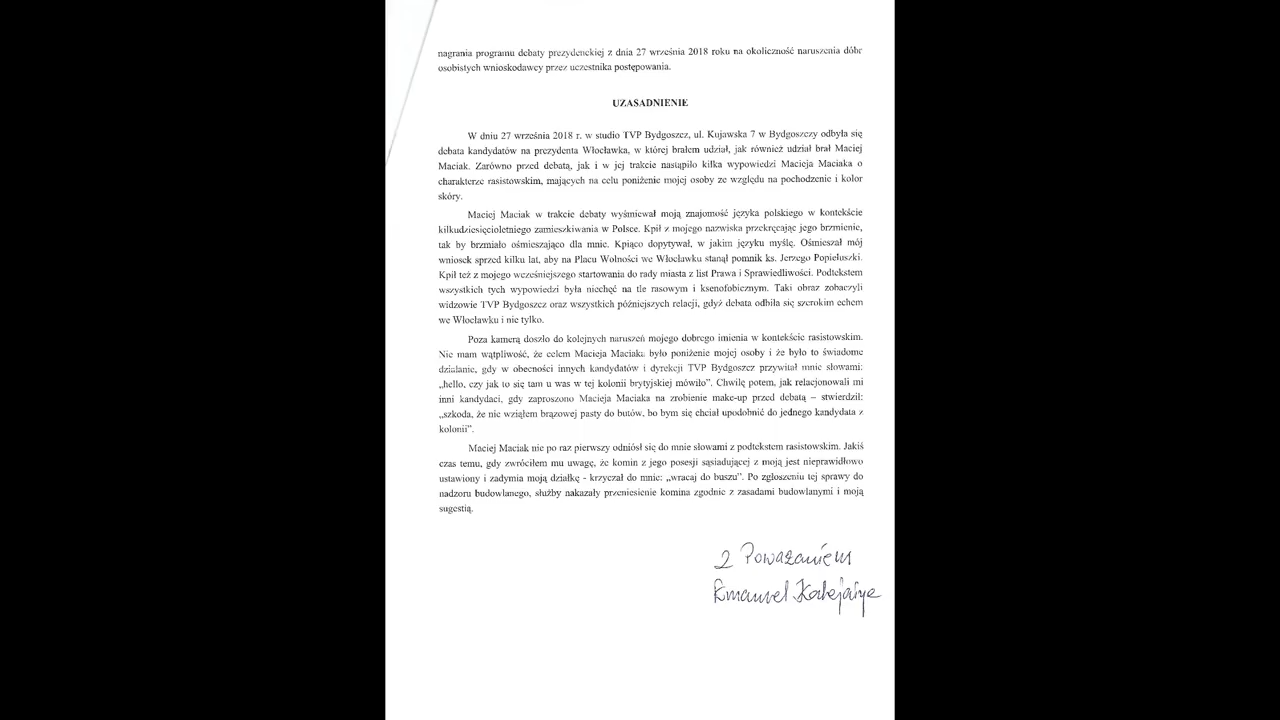 nagrania programu debaty prezydenckiej z dnia 27 września 2018 roku na okoliczność naruszenia dóbr
osobistych wnioskodawcy przez uczestnika postępowania.
UZASADNIENIE
W dniu 27 września 2018 r. w studio TVP Bydgoszcz, ul. Kujawska 7 w Bydgoszczy odbyła się
debata kandydatów na prezydenta Włocławka, w której brałem udział, jak również udział brał Maciej
Maciak. Zarówno przed debatą, jak i w jej trakcie nastąpiło kilka wypowiedzi Macieja Maciaka o
charakterze rasistowskim, mających na celu poniżenie mojej osoby ze względu na pochodzenie i kolor
skóry.
Maciej Maciak w trakcie debaty wyśmiewał moją znajomość języka polskiego w kontekście
kilkudziesięcioletniego zamieszkiwania w Polsce. Kpił z mojego nazwiska przekręcając jego brzmienie,
tak by brzmiało ośmieszająco dla mnie. Kpiąco dopytywał, w jakim języku myślę. Ośmieszał mój
wniosek sprzed kilku lat, aby na Placu Wolności we Włocławku stanął pomnik ks. Jerzego Popiełuszki.
Kpił też z mojego wcześniejszego startowania do rady miasta z list Prawa i Sprawiedliwości. Podtekstem
wszystkich tych wypowiedzi była niechęć na tle rasowym i ksenofobicznym. Taki obraz zobaczyli
widzowie TVP Bydgoszcz oraz wszystkich późniejszych relacji, gdyż debata odbiła się szerokim echem
we Włocławku i nie tylko.
Poza kamerą doszło do kolejnych naruszeń mojego dobrego imienia w kontekście rasistowskim.
Nie mam wątpliwość, że celem Macieja Maciaka było poniżenie mojej osoby i że było to świadome
działanie, gdy w obecności innych kandydatów i dyrekcji TVP Bydgoszcz przywitał mnie słowami:
„hello, czy jak to się tam u was w tej kolonii brytyjskiej mówiło”. Chwilę potem, jak relacjonowali mi
inni kandydaci, gdy zaproszono Macieja Maciaka na zrobienie make-up przed debatą – stwierdził:
„szkoda, że nie wziąłem brązowej pasty do butów, bo bym się chciał upodobnić do jednego kandydata z
kolonii”.
Maciej Maciak nie po raz pierwszy odniósł się do mnie słowami z podtekstem rasistowskim. Jakiś
czas temu, gdy zwróciłem mu uwagę, że komin z jego posesji sąsiadującej z moją jest nieprawidłowo
ustawiony i zadymia moją działkę - krzyczał do mnie: „wracaj do buszu”. Po zgłoszeniu tej sprawy do
nadzoru budowlanego, służby nakazały przeniesienie komina zgodnie z zasadami budowlanymi i moją
sugestią.
Z Poważaniem
Emanuel